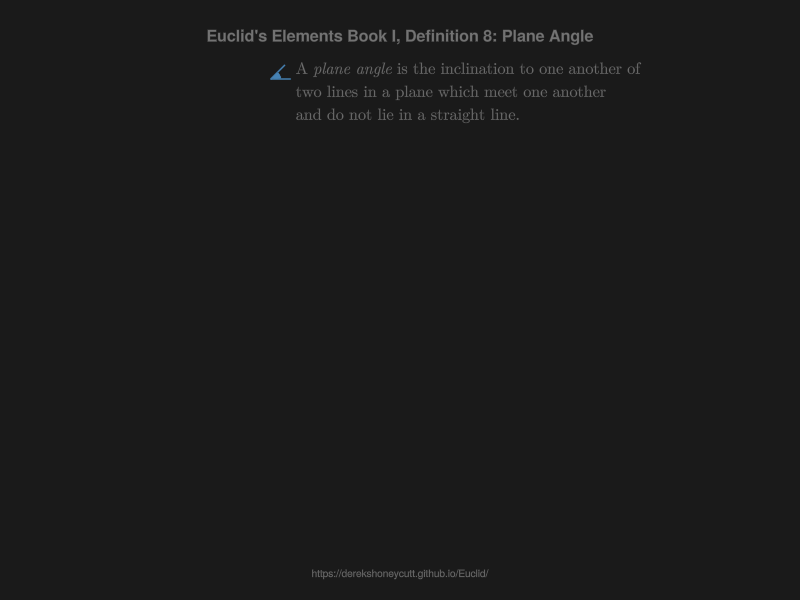 Euclid's Elements Book I, Definition 8: Plane Angle
A plane angle is the inclination to one another of
two lines in a plane which meet one another
and do not lie in a straight line.
https://derekshoneycutt.github.io/Euclid/